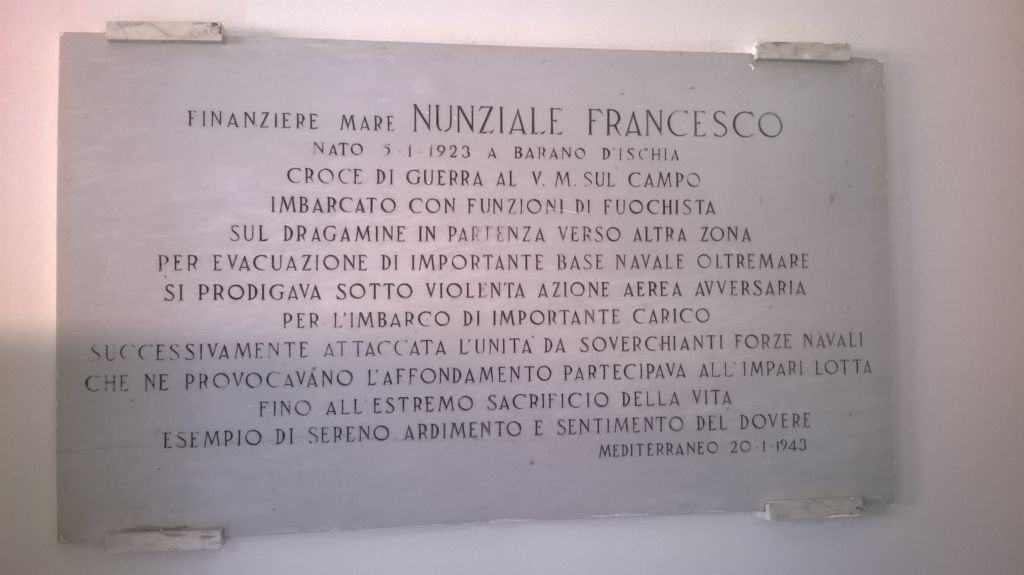 FINANZIERE MARE NUNZIALE FRANCESCO
NATO 5·1·1923 A BARANO D'ISCHIA
CROCE DI GUERRA AL V. M. SUL CAMPO
IMBARCATO CON FUNZIONI DI FUOCHISTA
SUL DRAGAMINE IN PARTENZA VERSO ALTRA ZONA
PER EVACUAZIONE DI IMPORTANTE BASE NAVALE OLTREMARE
SI PRODIGAVA SOTTO VIOLENTA AZIONE AEREA AVVERSARIA
PER L'IMBARCO DI IMPORTANTE CARICO
SUCCESSIVAMENTE ATTACCATA L'UNITA' DA SOVERCHIANTI FORZE NAVALI
CHE NE PROVOCAVANO L'AFFONDAMENTO PARTECIPAVA ALL'IMPARI LOTTA
FINO ALL'ESTREMO SACRIFICIO DELLA VITA
ESEMPIO DI SERENO ARDIMENTO E SENTIMENTO DEL DOVERE
MEDITERRANEO 20·1·1943